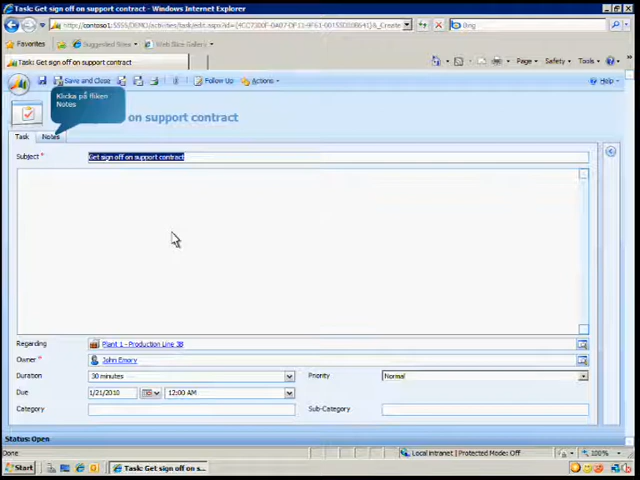 Task: Get sign off on support contract - Windows Internet Explorer
Favorites
Suggested Sites
Web Slice Gallery
Bing
Task: Get sign off on support contract
Page
Safety
Tools
Save and Close
Follow Up
Actions
Help
Klicka på fliken
Notes
on support contract
Task
Notes
Subject *
Get sign off on support contract
Regarding
Plant 1 - Production Line 3B
Owner *
John Emory
Duration
30 minutes
Priority
Normal
Due
1/21/2010
12:00 AM
Category
Sub-Category
Status: Open
Done
Local intranet | Protected Mode: Off
100%
Start
Task: Get sign off on s...